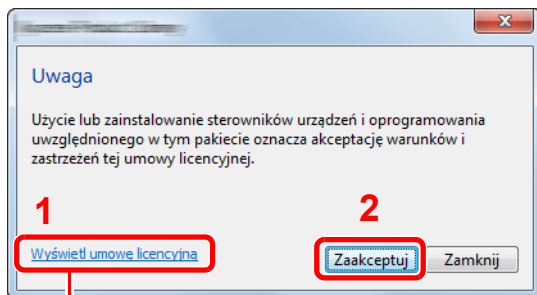 Uwaga
Użycie lub zainstalowanie sterowników urządzeń i oprogramowania
uwzględnionego w tym pakiecie oznacza akceptację warunków i
zastrzeżeń tej umowy licencyjnej.
1
2
Wyświetl umowę licencyjną
Zaakceptuj
Zamknij